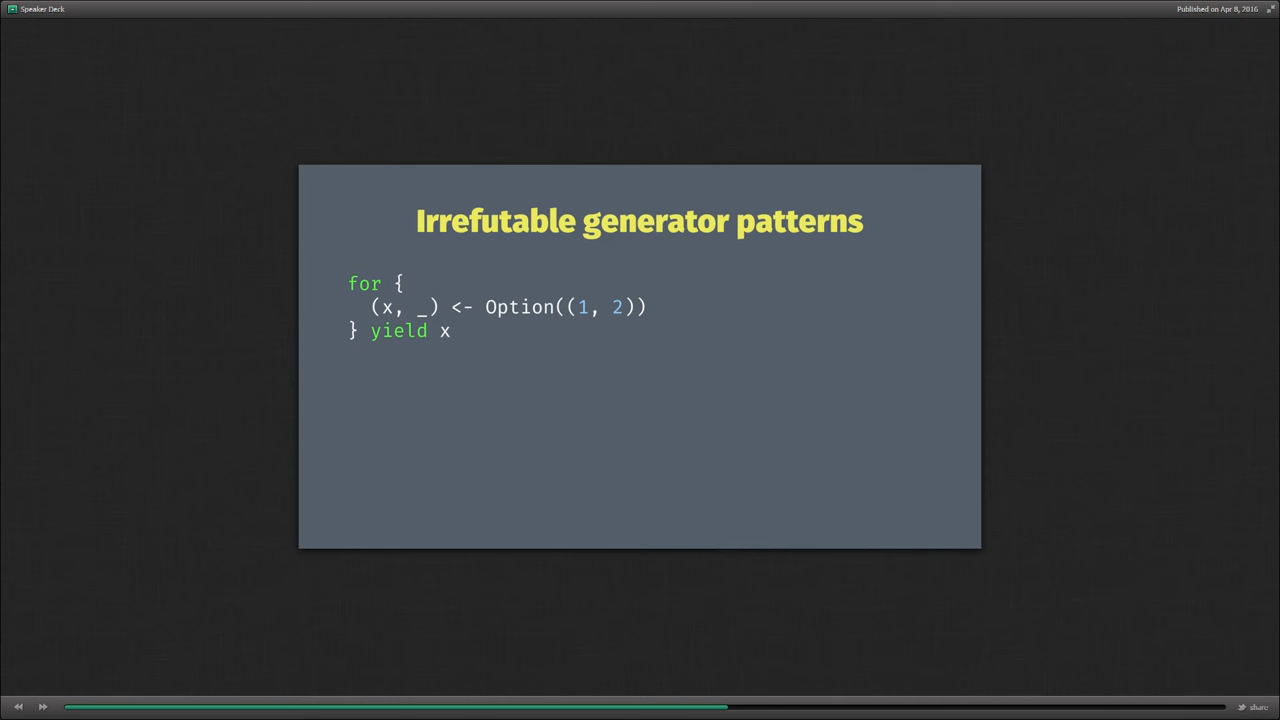 Speaker Deck
Published on Apr 8, 2016
Irrefutable generator patterns
for {
  (x, _) <- Option((1, 2))
} yield x
share